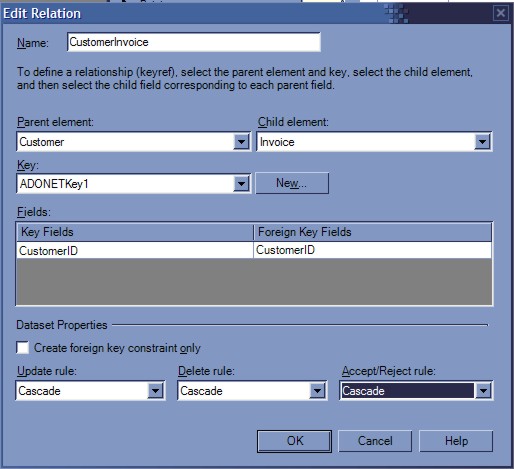 Edit Relation
Name: CustomerInvoice
To define a relationship (keyref), select the parent element and key, select the child element,
and then select the child field corresponding to each parent field.
Parent element: Child element:
Customer Invoice
Key:
ADONETKey1 New...
Fields:
Key Fields Foreign Key Fields
CustomerID CustomerID
Dataset Properties
Create foreign key constraint only
Update rule: Delete rule: Accept/Reject rule:
Cascade Cascade Cascade
OK Cancel Help